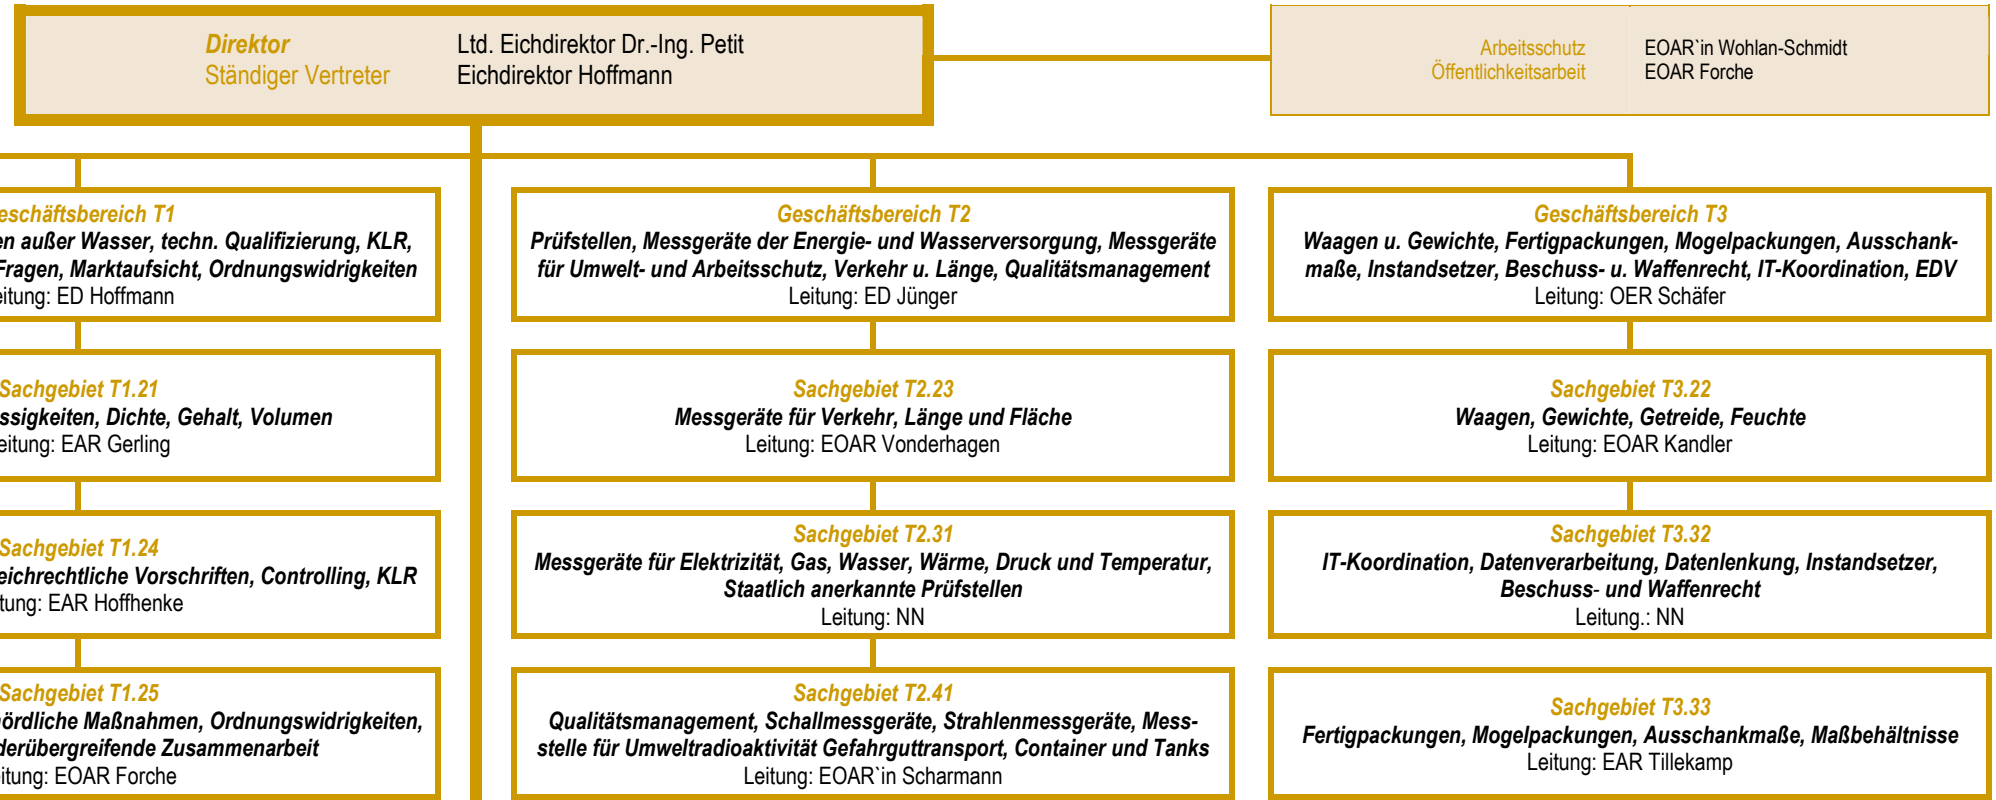 Direktor Ltd. Eichdirektor Dr.-Ing. Petit
Ständiger Vertreter Eichdirektor Hoffmann
Arbeitsschutz EOAR`in Wohlan-Schmidt
Öffentlichkeitsarbeit EOAR Forche
eschäftsbereich T1
en außer Wasser, techn. Qualifizierung, KLR,
Fragen, Marktaufsicht, Ordnungswidrigkeiten
eitung: ED Hoffmann
Sachgebiet T1.21
ssigkeiten, Dichte, Gehalt, Volumen
eitung: EAR Gerling
Sachgebiet T1.24
eichrechtliche Vorschriften, Controlling, KLR
tung: EAR Hoffhenke
Sachgebiet T1.25
ördliche Maßnahmen, Ordnungswidrigkeiten,
derübergreifende Zusammenarbeit
eitung: EOAR Forche
Geschäftsbereich T2
Prüfstellen, Messgeräte der Energie- und Wasserversorgung, Messgeräte
für Umwelt- und Arbeitsschutz, Verkehr u. Länge, Qualitätsmanagement
Leitung: ED Jünger
Sachgebiet T2.23
Messgeräte für Verkehr, Länge und Fläche
Leitung: EOAR Vonderhagen
Sachgebiet T2.31
Messgeräte für Elektrizität, Gas, Wasser, Wärme, Druck und Temperatur,
Staatlich anerkannte Prüfstellen
Leitung: NN
Sachgebiet T2.41
Qualitätsmanagement, Schallmessgeräte, Strahlenmessgeräte, Mess-
stelle für Umweltradioaktivität Gefahrguttransport, Container und Tanks
Leitung: EOAR`in Scharmann
Geschäftsbereich T3
Waagen u. Gewichte, Fertigpackungen, Mogelpackungen, Ausschank-
maße, Instandsetzer, Beschuss- u. Waffenrecht, IT-Koordination, EDV
Leitung: OER Schäfer
Sachgebiet T3.22
Waagen, Gewichte, Getreide, Feuchte
Leitung: EOAR Kandler
Sachgebiet T3.32
IT-Koordination, Datenverarbeitung, Datenlenkung, Instandsetzer,
Beschuss- und Waffenrecht
Leitung.: NN
Sachgebiet T3.33
Fertigpackungen, Mogelpackungen, Ausschankmaße, Maßbehältnisse
Leitung: EAR Tillekamp